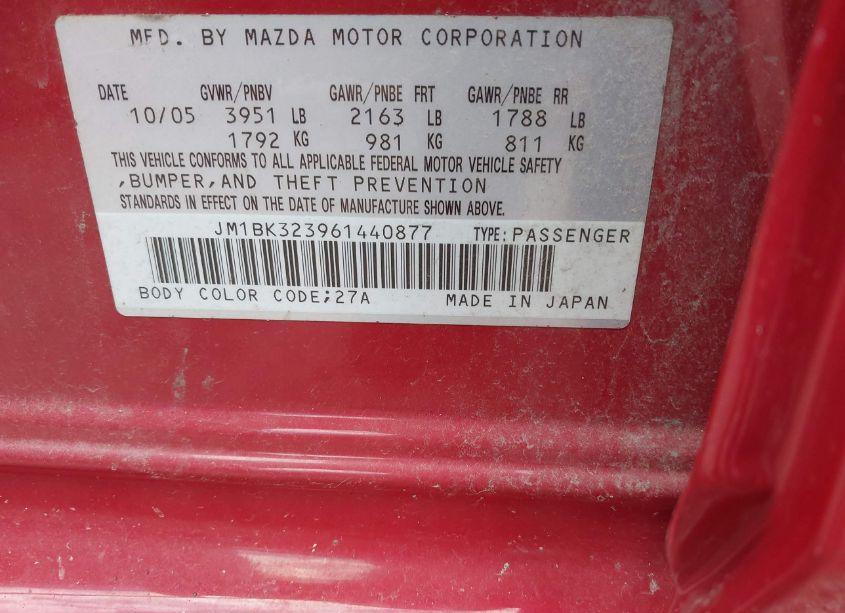 MFD. BY MAZDA MOTOR CORPORATION
DATE GVWR/PNBV GAWR/PNBE FRT GAWR/PNBE RR
10/05 3951 LB 2163 LB 1788 LB
1792 KG 981 KG 811 KG
THIS VEHICLE CONFORMS TO ALL APPLICABLE FEDERAL MOTOR VEHICLE SAFETY
,BUMPER,AND THEFT PREVENTION
STANDARDS IN EFFECT ON THE DATE OF MANUFACTURE SHOWN ABOVE.
JM1BK323961440877 TYPE:PASSENGER
BODY COLOR CODE;27A MADE IN JAPAN